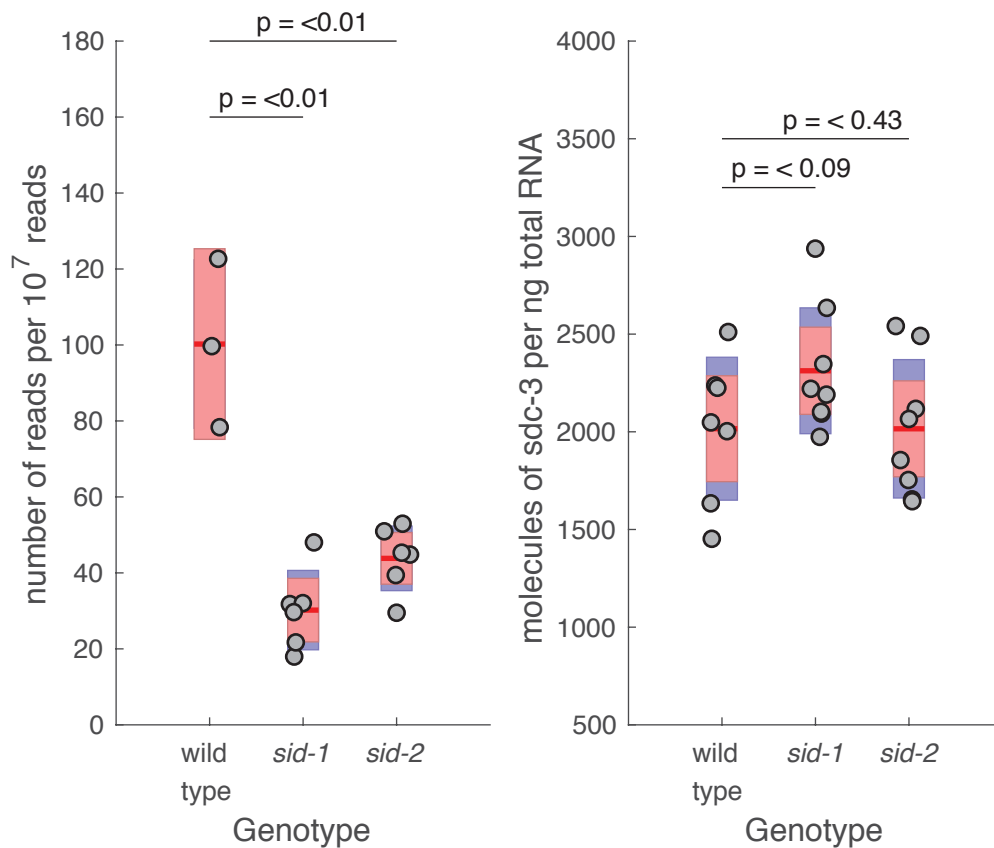 p = <0.01
p = <0.01
180
160
140
120
100
80
60
40
20
0
number of reads per 10⁷ reads
wild type
sid-1
sid-2
Genotype
p = < 0.43
p = < 0.09
4000
3500
3000
2500
2000
1500
1000
500
molecules of sdc-3 per ng total RNA
wild type
sid-1
sid-2
Genotype